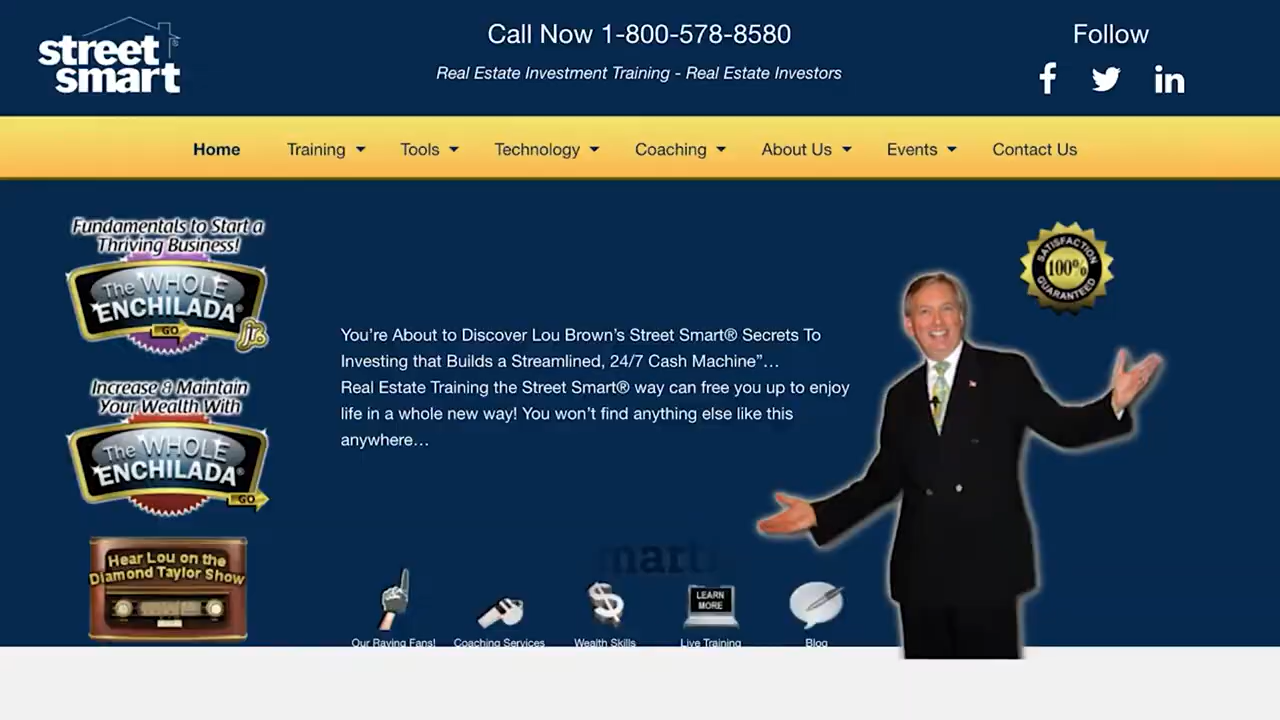 street
smart
®
Call Now 1-800-578-8580
Real Estate Investment Training - Real Estate Investors
Follow
Home
Training
Tools
Technology
Coaching
About Us
Events
Contact Us
Fundamentals to Start a
Thriving Business!
The WHOLE
ENCHILADA®
GO
jr.
Increase & Maintain
Your Wealth With
The WHOLE
ENCHILADA®
GO
Hear Lou on the
Diamond Taylor Show
You’re About to Discover Lou Brown’s Street Smart® Secrets To
Investing that Builds a Streamlined, 24/7 Cash Machine”…
Real Estate Training the Street Smart® way can free you up to enjoy
life in a whole new way! You won’t find anything else like this
anywhere…
SATISFACTION
100%
GUARANTEED
mart
LEARN
MORE
Our Raving Fans!
Coaching Services
Wealth Skills
Live Training
Blog